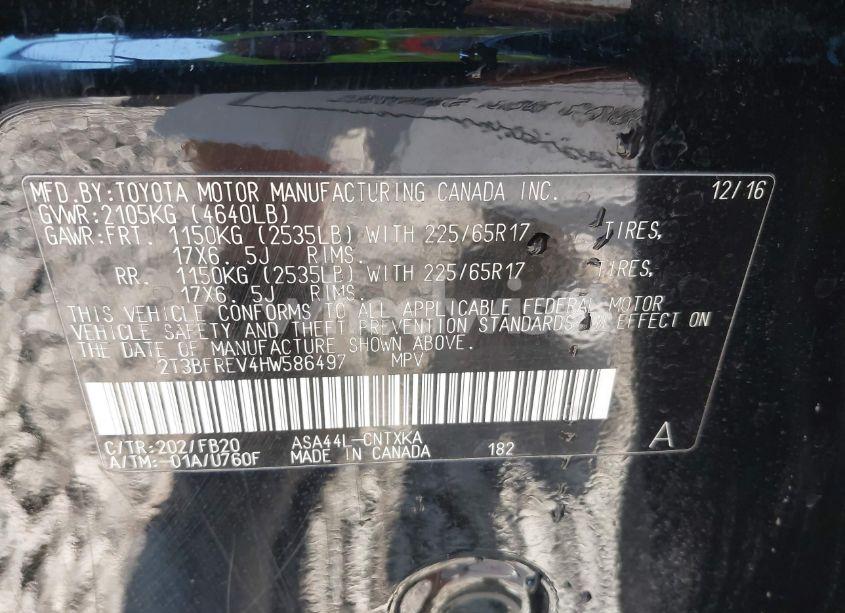 MFD.BY:TOYOTA MOTOR MANUFACTURING CANADA INC. 12/16
GVWR:2105KG (4640LB)
GAWR:FRT. 1150KG (2535LB) WITH 225/65R17 TIRES,
17X6. 5J RIMS.
RR. 1150KG (2535LB) WITH 225/65R17 TIRES,
17X6. 5J RIMS.
THIS VEHICLE CONFORMS TO ALL APPLICABLE FEDERAL MOTOR
VEHICLE SAFETY AND THEFT PREVENTION STANDARDS IN EFFECT ON
THE DATE OF MANUFACTURE SHOWN ABOVE.
2T3BFREV4HW586497 MPV
C/TR:202/FB20 ASA44L-CNTXKA
A/TM:-01A/U760F MADE IN CANADA 182 A